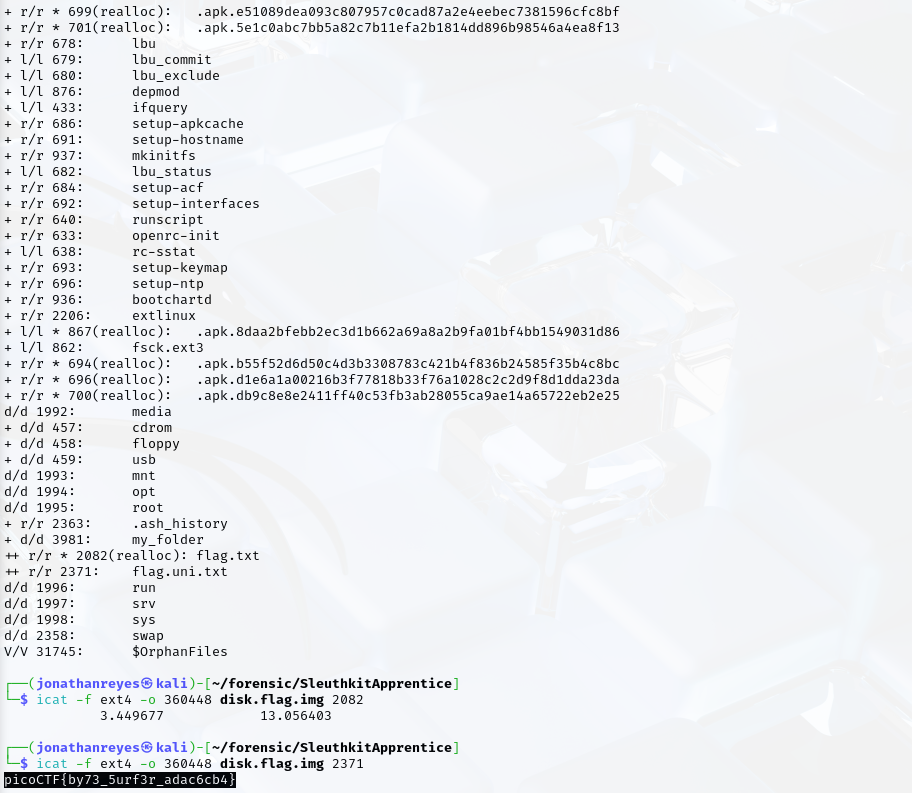 + r/r * 699(realloc):   .apk.e51089dea093c807957c0cad87a2e4eebec7381596cfc8bf
+ r/r * 701(realloc):   .apk.5e1c0abc7bb5a82c7b11efa2b1814dd896b98546a4ea8f13
+ r/r 678:       lbu
+ l/l 679:       lbu_commit
+ l/l 680:       lbu_exclude
+ l/l 876:       depmod
+ l/l 433:       ifquery
+ r/r 686:       setup-apkcache
+ r/r 691:       setup-hostname
+ r/r 937:       mkinitfs
+ l/l 682:       lbu_status
+ r/r 684:       setup-acf
+ r/r 692:       setup-interfaces
+ r/r 640:       runscript
+ r/r 633:       openrc-init
+ l/l 638:       rc-sstat
+ r/r 693:       setup-keymap
+ r/r 696:       setup-ntp
+ r/r 936:       bootchartd
+ r/r 2206:      extlinux
+ l/l * 867(realloc):   .apk.8daa2bfebb2ec3d1b662a69a8a2b9fa01bf4bb1549031d86
+ l/l 862:       fsck.ext3
+ r/r * 694(realloc):   .apk.b55f52d6d50c4d3b3308783c421b4f836b24585f35b4c8bc
+ r/r * 696(realloc):   .apk.d1e6a1a00216b3f77818b33f76a1028c2c2d9f8d1dda23da
+ r/r * 700(realloc):   .apk.db9c8e8e2411ff40c53fb3ab28055ca9ae14a65722eb2e25
d/d 1992:        media
+ d/d 457:       cdrom
+ d/d 458:       floppy
+ d/d 459:       usb
d/d 1993:        mnt
d/d 1994:        opt
d/d 1995:        root
+ r/r 2363:      .ash_history
+ d/d 3981:      my_folder
++ r/r * 2082(realloc): flag.txt
++ r/r 2371:     flag.uni.txt
d/d 1996:        run
d/d 1997:        srv
d/d 1998:        sys
d/d 2358:        swap
V/V 31745:       $OrphanFiles
┌──(jonathanreyes㉿kali)-[~/forensic/SleuthkitApprentice]
└─$ icat -f ext4 -o 360448 disk.flag.img 2082
            3.449677            13.056403
┌──(jonathanreyes㉿kali)-[~/forensic/SleuthkitApprentice]
└─$ icat -f ext4 -o 360448 disk.flag.img 2371
picoCTF{by73_5urf3r_adac6cb4}